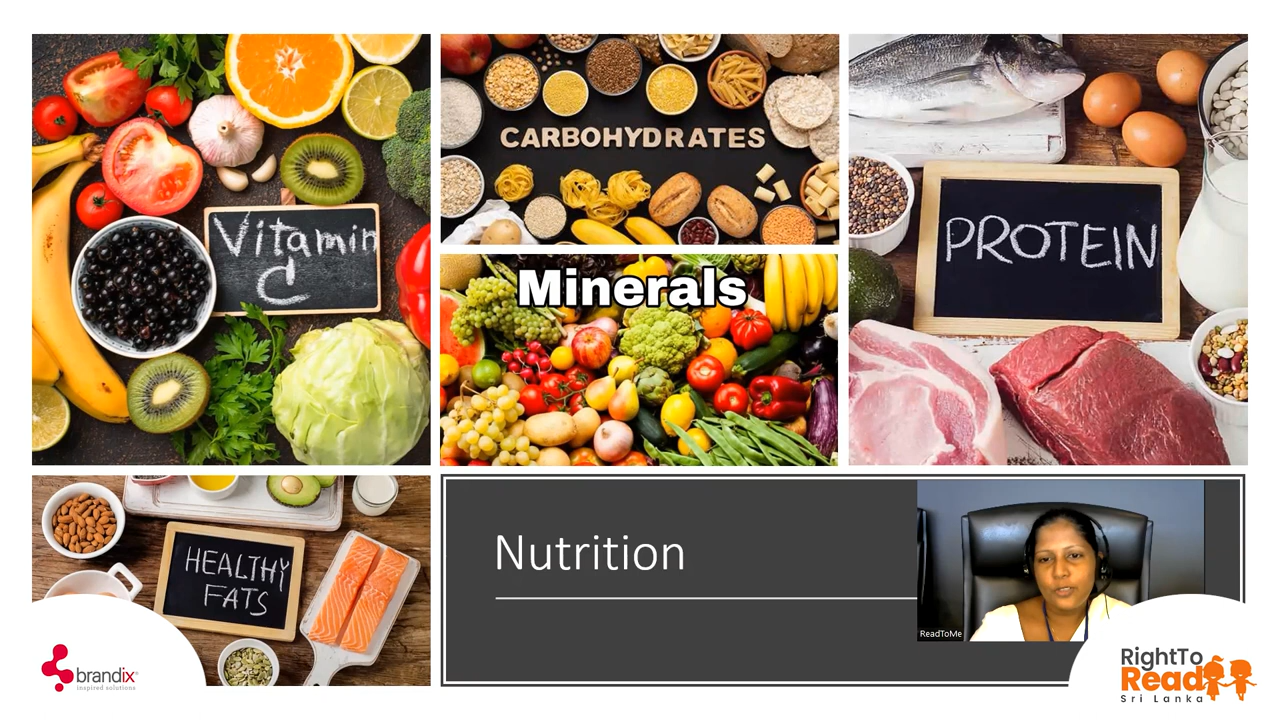 Vitamin
C
CARBOHYDRATES
Minerals
PROTEIN
HEALTHY
FATS
Nutrition
ReadToMe
brandix
inspired solutions
RightTo
Read
Sri Lanka